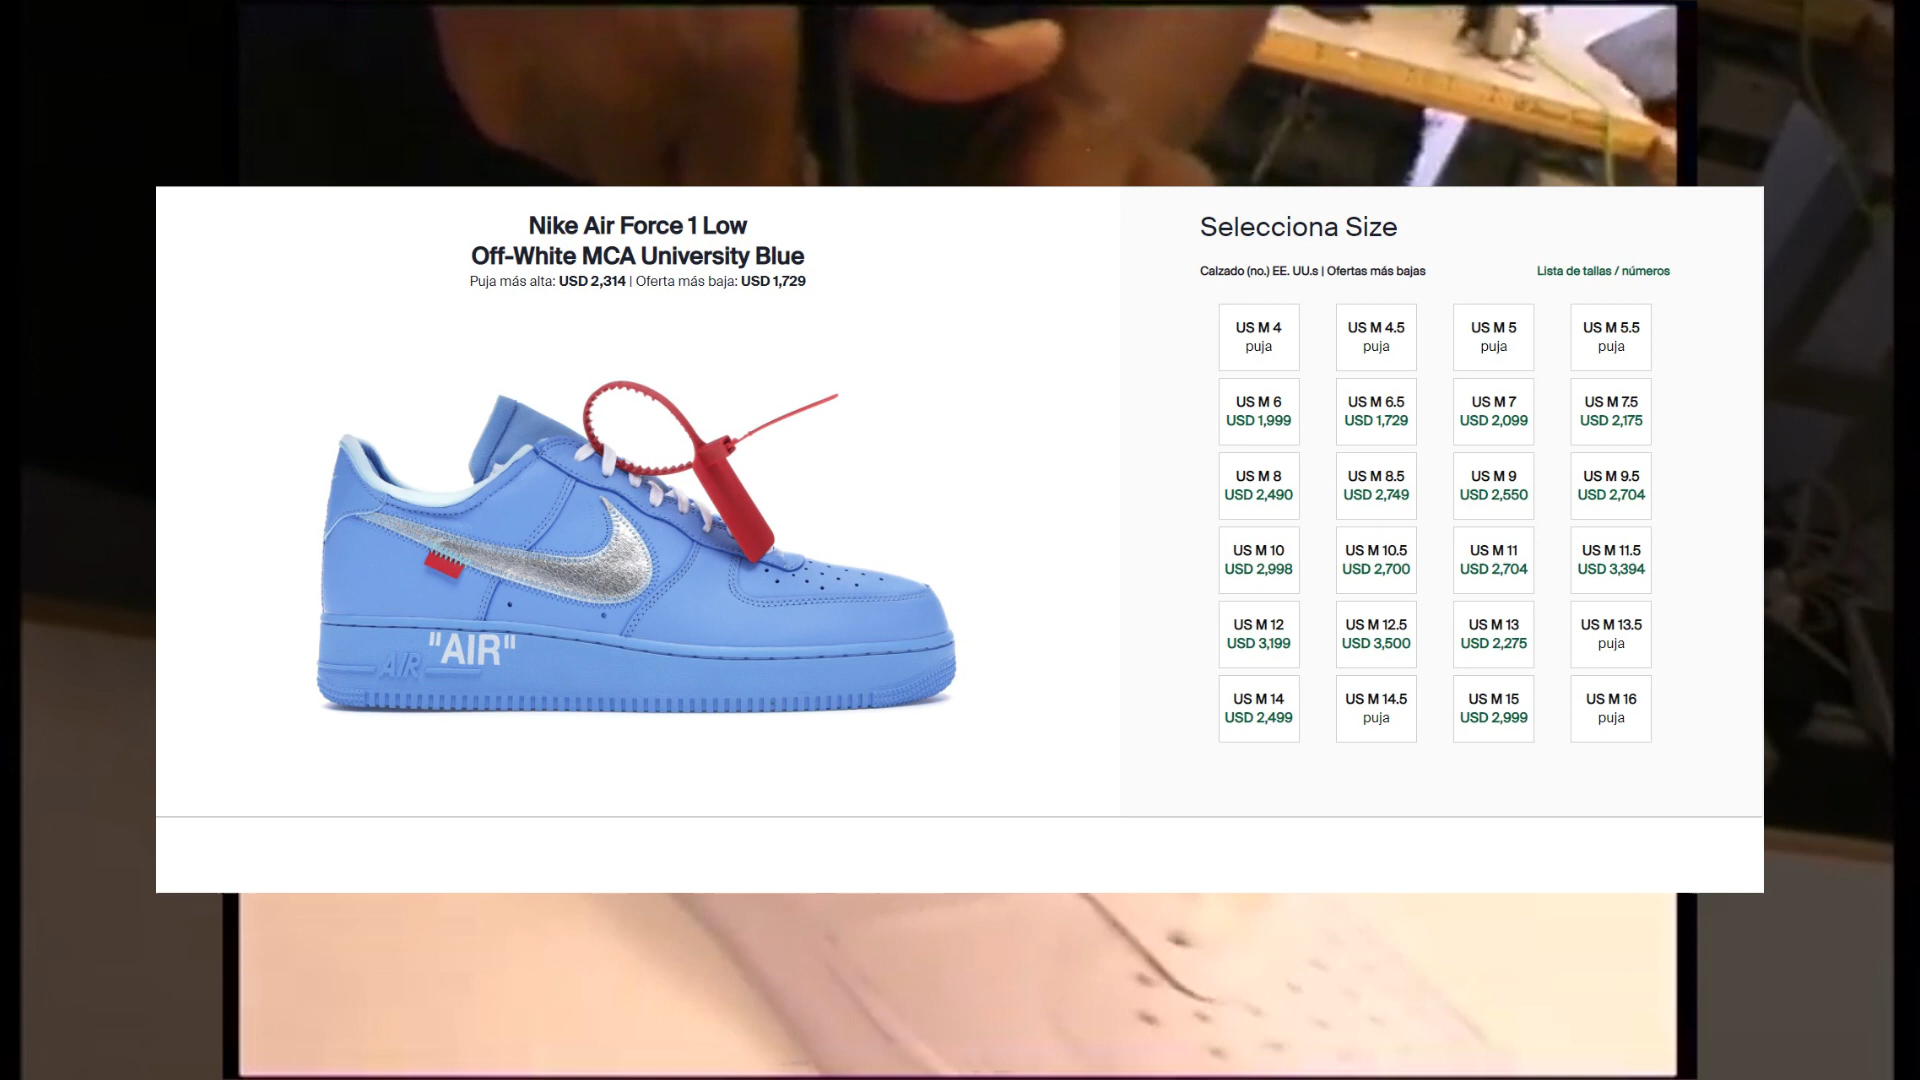 Nike Air Force 1 Low
Off-White MCA University Blue
Puja más alta: USD 2,314 | Oferta más baja: USD 1,729
"AIR"
AIR
Selecciona Size
Calzado (no.) EE. UU.s | Ofertas más bajas
Lista de tallas / números
US M 4
puja
US M 4.5
puja
US M 5
puja
US M 5.5
puja
US M 6
USD 1,999
US M 6.5
USD 1,729
US M 7
USD 2,099
US M 7.5
USD 2,175
US M 8
USD 2,490
US M 8.5
USD 2,749
US M 9
USD 2,550
US M 9.5
USD 2,704
US M 10
USD 2,998
US M 10.5
USD 2,700
US M 11
USD 2,704
US M 11.5
USD 3,394
US M 12
USD 3,199
US M 12.5
USD 3,500
US M 13
USD 2,275
US M 13.5
puja
US M 14
USD 2,499
US M 14.5
puja
US M 15
USD 2,999
US M 16
puja